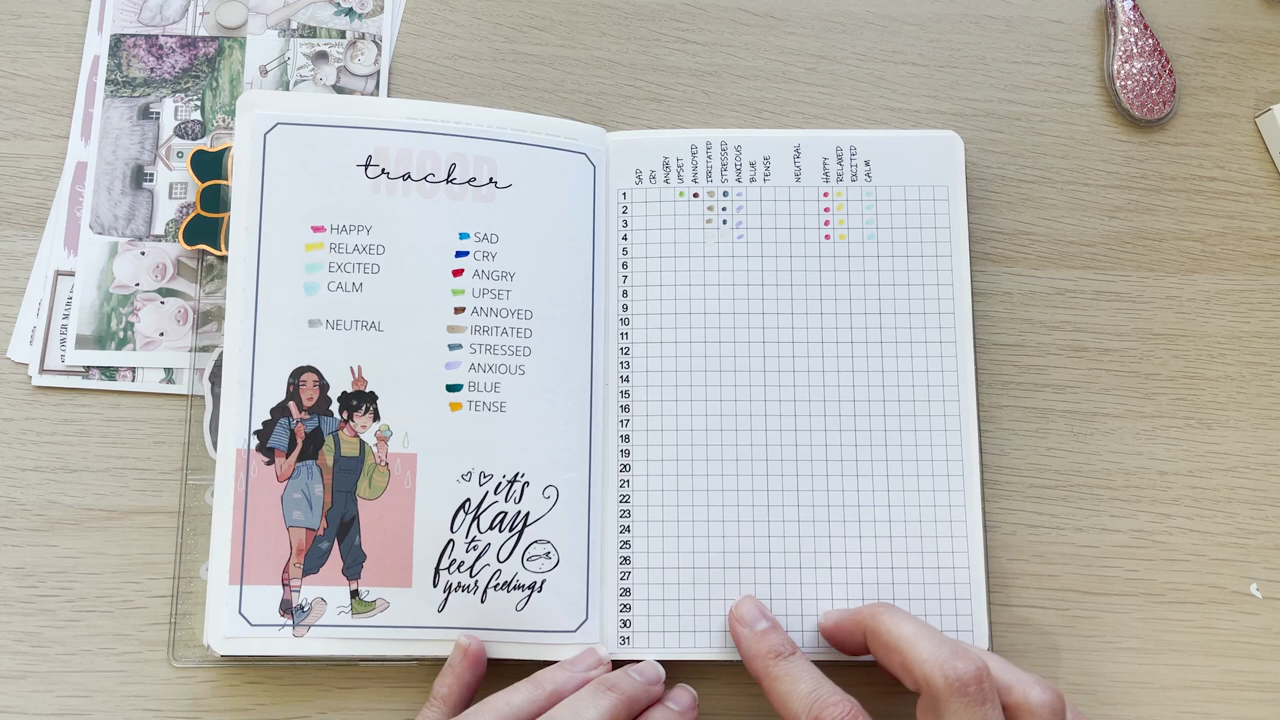 MOOD
tracker
HAPPY
RELAXED
EXCITED
CALM
NEUTRAL
SAD
CRY
ANGRY
UPSET
ANNOYED
IRRITATED
STRESSED
ANXIOUS
BLUE
TENSE
it's
okay
to
feel
your feelings
SAD
CRY
ANGRY
UPSET
ANNOYED
IRRITATED
STRESSED
ANXIOUS
BLUE
TENSE
NEUTRAL
HAPPY
RELAXED
EXCITED
CALM
1
2
3
4
5
6
7
8
9
10
11
12
13
14
15
16
17
18
19
20
21
22
23
24
25
26
27
28
29
30
31